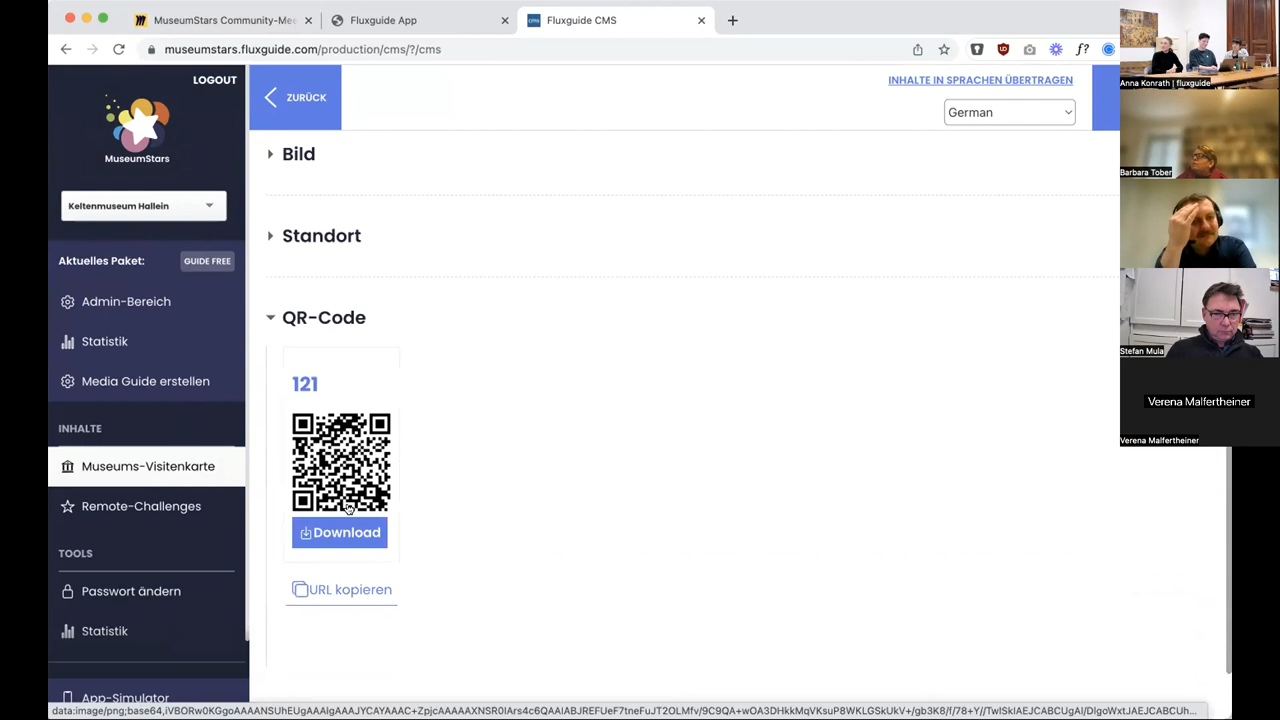 MuseumStars Community-Mee
Fluxguide App
Fluxguide CMS
museumstars.fluxguide.com/production/cms/?/cms
LOGOUT
MuseumStars
Keltenmuseum Hallein
Aktuelles Paket:
GUIDE FREE
Admin-Bereich
Statistik
Media Guide erstellen
INHALTE
Museums-Visitenkarte
Remote-Challenges
TOOLS
Passwort ändern
Statistik
App-Simulator
ZURÜCK
INHALTE IN SPRACHEN ÜBERTRAGEN
German
Bild
Standort
QR-Code
121
Download
URL kopieren
Anna Konrath | fluxguide
Barbara Tober
Stefan Mula
Verena Malfertheiner
Verena Malfertheiner